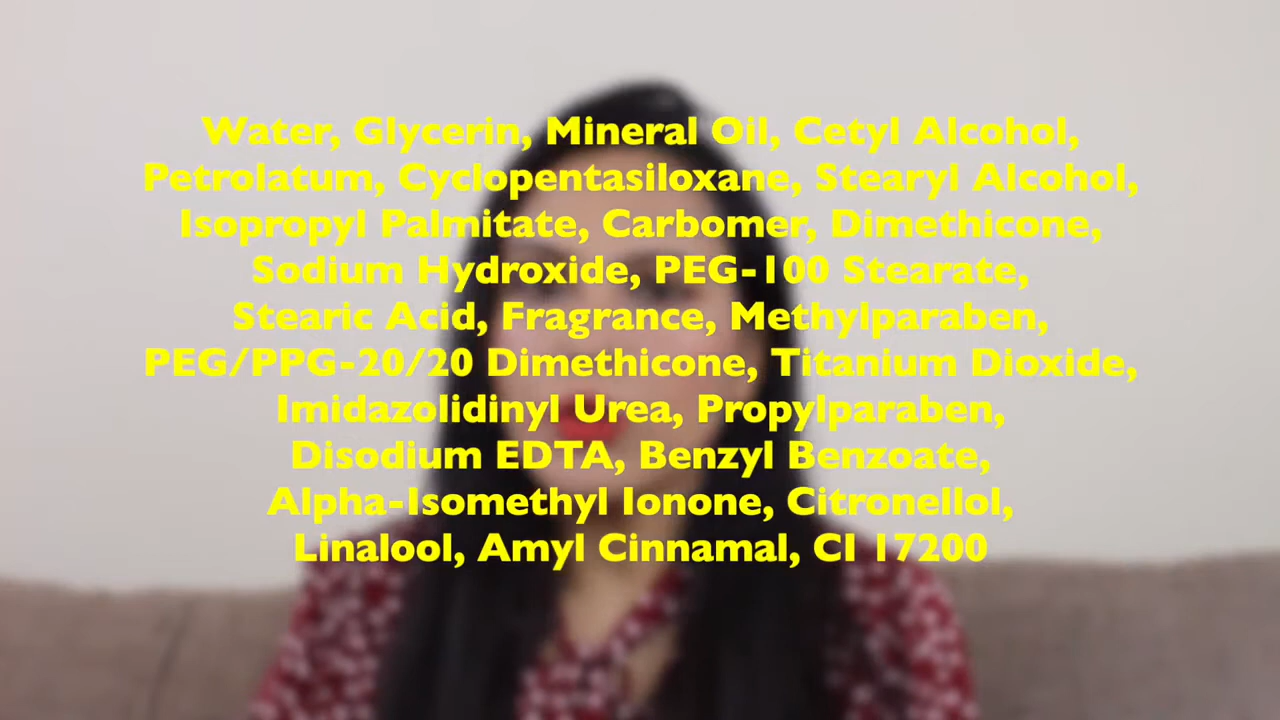 Water, Glycerin, Mineral Oil, Cetyl Alcohol,
Petrolatum, Cyclopentasiloxane, Stearyl Alcohol,
Isopropyl Palmitate, Carbomer, Dimethicone,
Sodium Hydroxide, PEG-100 Stearate,
Stearic Acid, Fragrance, Methylparaben,
PEG/PPG-20/20 Dimethicone, Titanium Dioxide,
Imidazolidinyl Urea, Propylparaben,
Disodium EDTA, Benzyl Benzoate,
Alpha-Isomethyl Ionone, Citronellol,
Linalool, Amyl Cinnamal, CI 17200